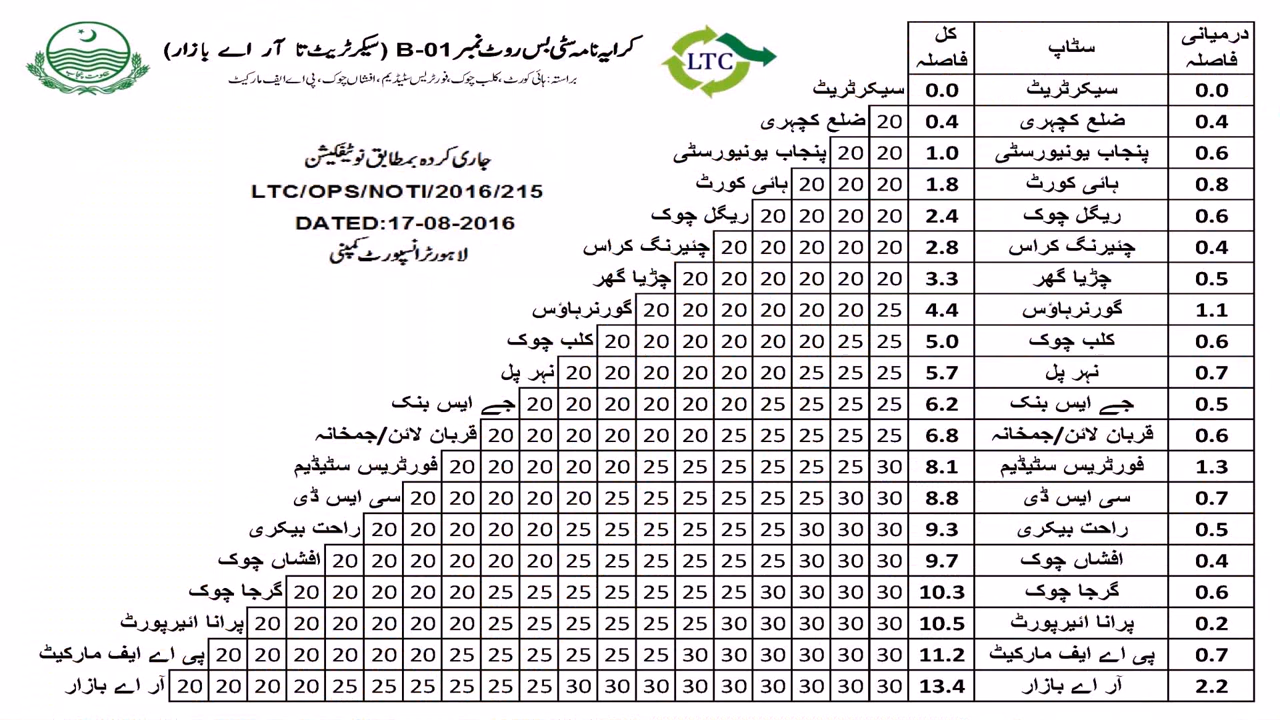 کرایہ نامہ سٹی بس روٹ نمبر B-01 (سیکرٹریٹ تا آر اے بازار)
براستہ: ہائی کورٹ، کلب چوک، فورٹریس سٹیڈیم، افشاں چوک، پی اے ایف مارکیٹ
LTC
جاری کردہ بمطابق نوٹیفکیشن
LTC/OPS/NOTI/2016/215
DATED:17-08-2016
لاہور ٹرانسپورٹ کمپنی
درمیانی فاصلہ سٹاپ کل فاصلہ
0.0 سیکرٹریٹ 0.0 سیکرٹریٹ
0.4 ضلع کچہری 0.4 20 ضلع کچہری
0.6 پنجاب یونیورسٹی 1.0 20 20 پنجاب یونیورسٹی
0.8 ہائی کورٹ 1.8 20 20 20 ہائی کورٹ
0.6 ریگل چوک 2.4 20 20 20 20 ریگل چوک
0.4 چئیرنگ کراس 2.8 20 20 20 20 20 چئیرنگ کراس
0.5 چڑیا گھر 3.3 20 20 20 20 20 20 چڑیا گھر
1.1 گورنرہاؤس 4.4 25 20 20 20 20 20 20 گورنرہاؤس
0.6 کلب چوک 5.0 25 25 20 20 20 20 20 20 کلب چوک
0.7 نہر پل 5.7 25 25 25 20 20 20 20 20 20 نہر پل
0.5 جے ایس بنک 6.2 25 25 25 25 20 20 20 20 20 20 جے ایس بنک
0.6 قربان لائن/جمخانہ 6.8 25 25 25 25 25 20 20 20 20 20 20 قربان لائن/جمخانہ
1.3 فورٹریس سٹیڈیم 8.1 30 25 25 25 25 25 25 20 20 20 20 20 فورٹریس سٹیڈیم
0.7 سی ایس ڈی 8.8 30 30 25 25 25 25 25 25 20 20 20 20 20 سی ایس ڈی
0.5 راحت بیکری 9.3 30 30 30 25 25 25 25 25 25 20 20 20 20 20 راحت بیکری
0.4 افشاں چوک 9.7 30 30 30 25 25 25 25 25 25 20 20 20 20 20 20 افشاں چوک
0.6 گرجا چوک 10.3 30 30 30 30 25 25 25 25 25 25 25 20 20 20 20 20 گرجا چوک
0.2 پرانا ائیرپورٹ 10.5 30 30 30 30 30 25 25 25 25 25 25 20 20 20 20 20 20 پرانا ائیرپورٹ
0.7 پی اے ایف مارکیٹ 11.2 30 30 30 30 30 30 25 25 25 25 25 25 20 20 20 20 20 20 پی اے ایف مارکیٹ
2.2 آر اے بازار 13.4 30 30 30 30 30 30 30 30 30 25 25 25 25 25 25 20 20 20 20 آر اے بازار